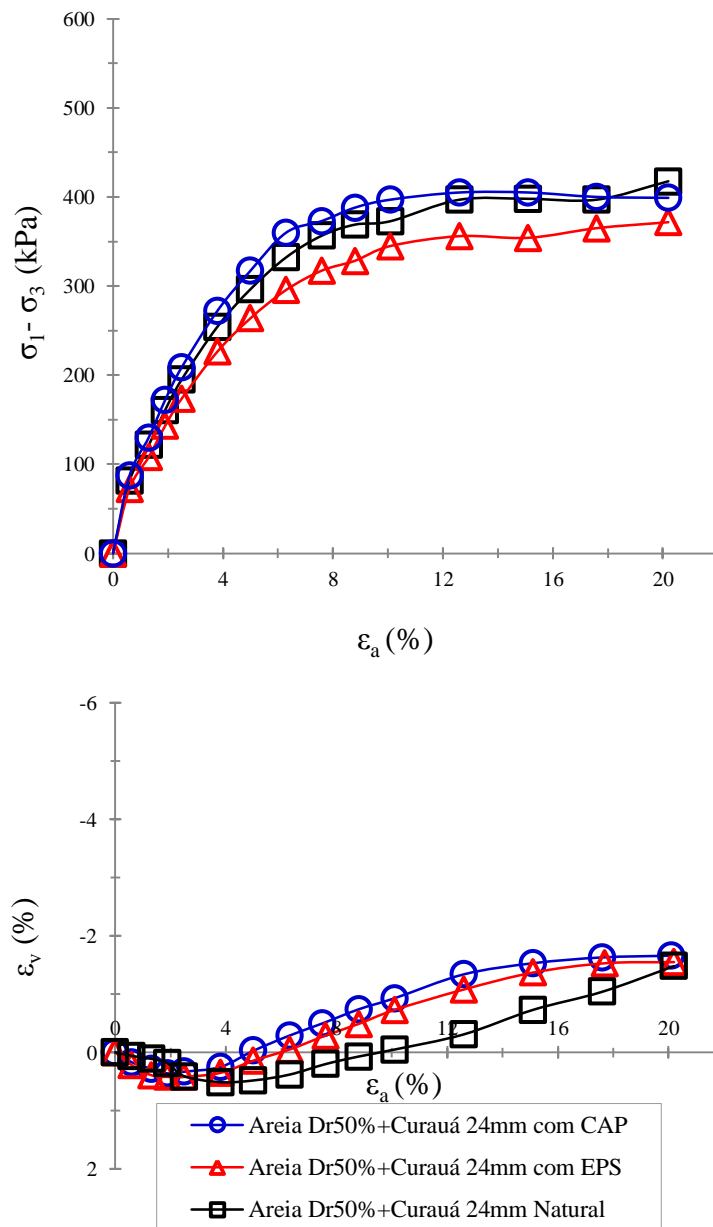 600
500
400
300
200
100
0
σ1- σ3 (kPa)
0 4 8 12 16 20
εa (%)
-6
-4
-2
0
2
εv (%)
0 4 8 12 16 20
εa (%)
Areia Dr50%+Curauá 24mm com CAP
Areia Dr50%+Curauá 24mm com EPS
Areia Dr50%+Curauá 24mm Natural